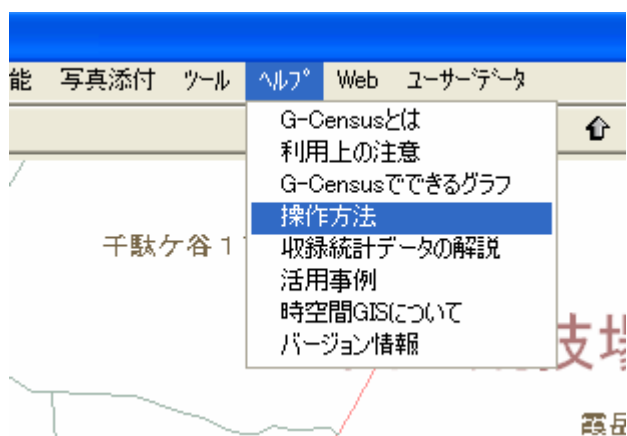 能 写真添付 ツール ヘルプ Web ユーザーデータ
G-Censusとは
利用上の注意
G-Censusでできるグラフ
操作方法
千駄ケ谷1
収録統計データの解説
活用事例
時空間GISについて
バージョン情報
技場
霞岳